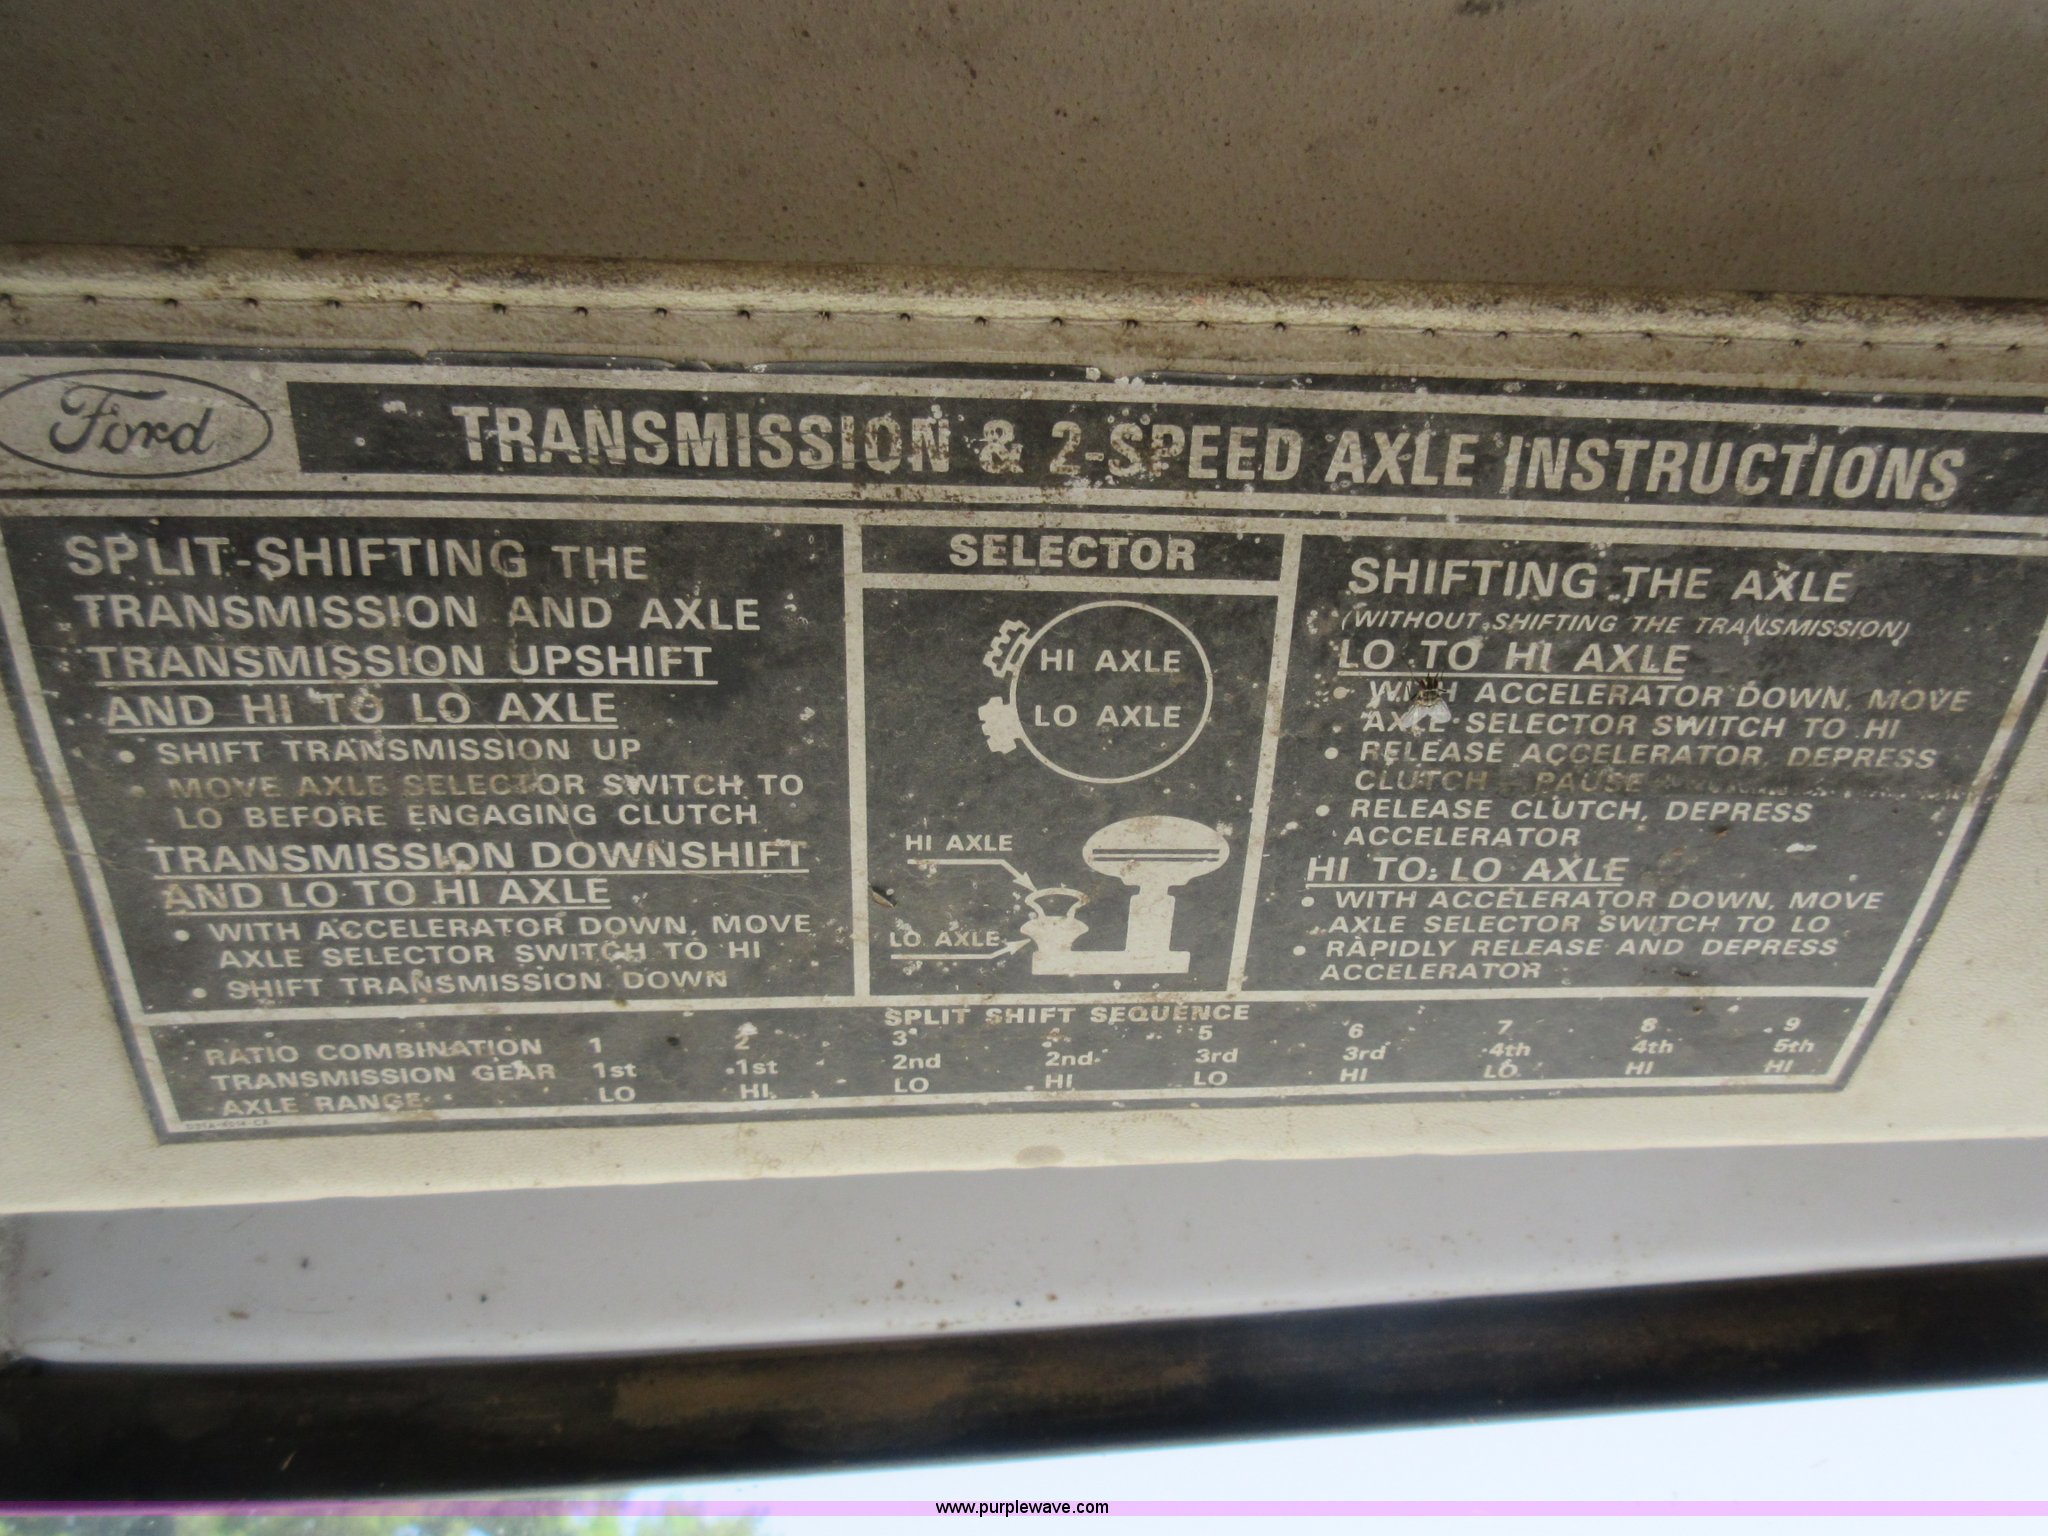 Ford
TRANSMISSION & 2-SPEED AXLE INSTRUCTIONS
SPLIT-SHIFTING THE
TRANSMISSION AND AXLE
TRANSMISSION UPSHIFT
AND HI TO LO AXLE
• SHIFT TRANSMISSION UP
• MOVE AXLE SELECTOR SWITCH TO
LO BEFORE ENGAGING CLUTCH
TRANSMISSION DOWNSHIFT
AND LO TO HI AXLE
• WITH ACCELERATOR DOWN, MOVE
AXLE SELECTOR SWITCH TO HI
• SHIFT TRANSMISSION DOWN
SELECTOR
HI AXLE
LO AXLE
HI AXLE
LO AXLE
SHIFTING THE AXLE
(WITHOUT SHIFTING THE TRANSMISSION)
LO TO HI AXLE
• WITH ACCELERATOR DOWN, MOVE
AXLE SELECTOR SWITCH TO HI
• RELEASE ACCELERATOR, DEPRESS
CLUTCH - PAUSE
• RELEASE CLUTCH, DEPRESS
ACCELERATOR
HI TO LO AXLE
• WITH ACCELERATOR DOWN, MOVE
AXLE SELECTOR SWITCH TO LO
• RAPIDLY RELEASE AND DEPRESS
ACCELERATOR
SPLIT SHIFT SEQUENCE
RATIO COMBINATION 1 2 3 4 5 6 7 8 9
TRANSMISSION GEAR 1st 1st 2nd 2nd 3rd 3rd 4th 4th 5th
AXLE RANGE LO HI LO HI LO HI LO HI HI
www.purplewave.com